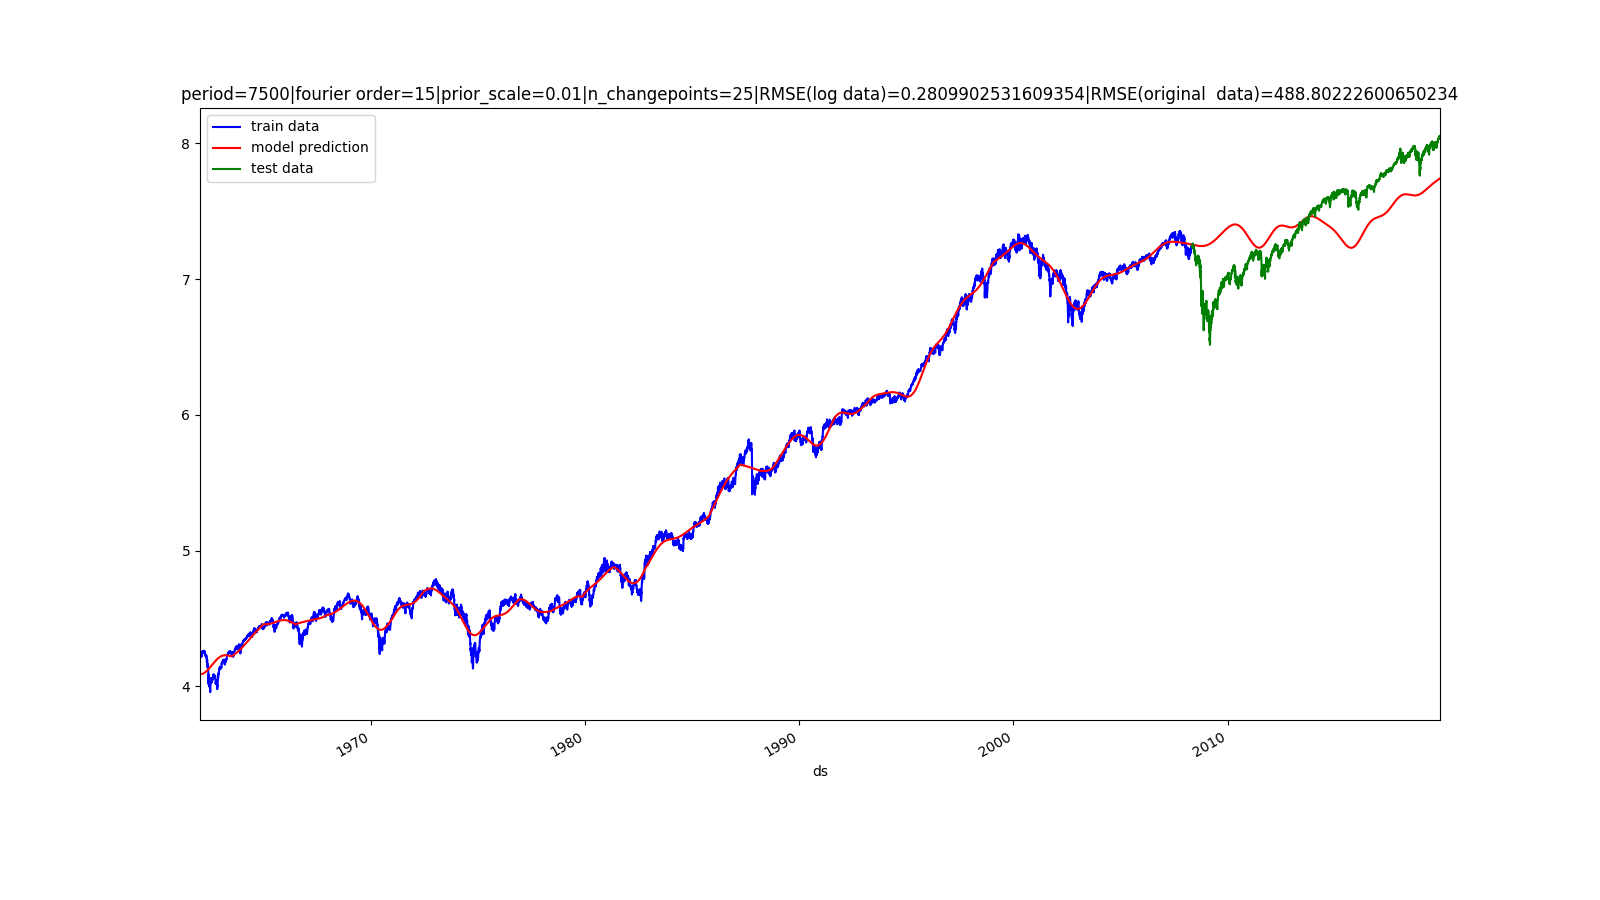 period=7500|fourier order=15|prior_scale=0.01|n_changepoints=25|RMSE(log data)=0.2809902531609354|RMSE(original  data)=488.80222600650234
train data
model prediction
test data
8
7
6
5
4
1970
1980
1990
2000
2010
ds